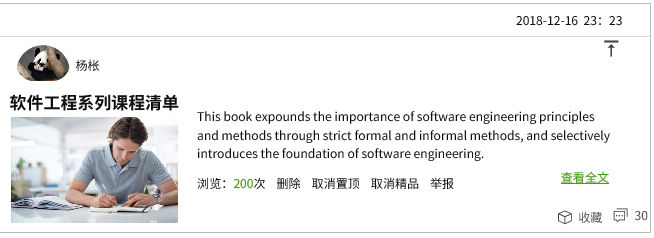 2018-12-16 23：23
杨枨
软件工程系列课程清单
This book expounds the importance of software engineering principles
and methods through strict formal and informal methods, and selectively
introduces the foundation of software engineering.
浏览：200次 删除 取消置顶 取消精品 举报
查看全文
收藏 30